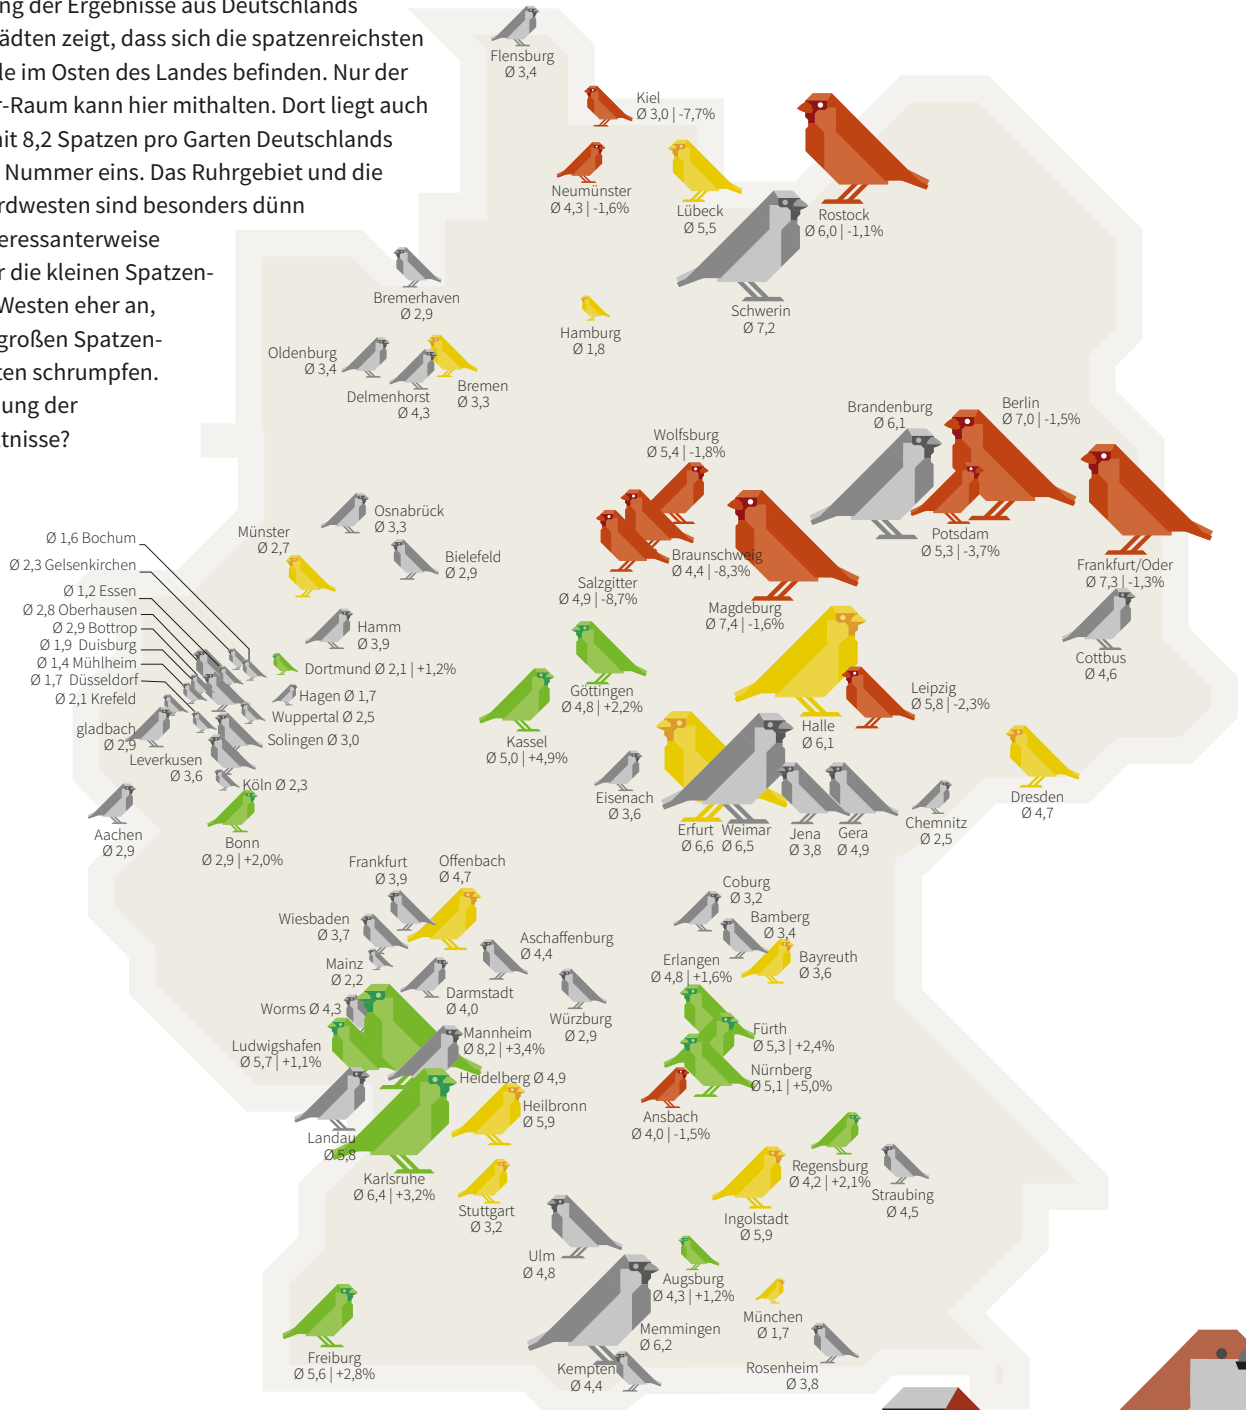 ng der Ergebnisse aus Deutschlands
ädten zeigt, dass sich die spatzenreichsten
le im Osten des Landes befinden. Nur der
r-Raum kann hier mithalten. Dort liegt auch
nit 8,2 Spatzen pro Garten Deutschlands
Nummer eins. Das Ruhrgebiet und die
rdwesten sind besonders dünn
eressanterweise
r die kleinen Spatzen-
Westen eher an,
großen Spatzen-
ten schrumpfen.
ung der
tnisse?
Flensburg
Ø 3,4
Kiel
Ø 3,0 | -7,7%
Neumünster
Ø 4,3 | -1,6%
Lübeck
Ø 5,5
Rostock
Ø 6,0 | -1,1%
Schwerin
Ø 7,2
Bremerhaven
Ø 2,9
Hamburg
Ø 1,8
Oldenburg
Ø 3,4
Delmenhorst
Ø 4,3
Bremen
Ø 3,3
Brandenburg
Ø 6,1
Berlin
Ø 7,0 | -1,5%
Wolfsburg
Ø 5,4 | -1,8%
Potsdam
Ø 5,3 | -3,7%
Frankfurt/Oder
Ø 7,3 | -1,3%
Osnabrück
Ø 3,3
Münster
Ø 2,7
Bielefeld
Ø 2,9
Braunschweig
Ø 4,4 | -8,3%
Salzgitter
Ø 4,9 | -8,7%
Magdeburg
Ø 7,4 | -1,6%
Cottbus
Ø 4,6
Ø 1,6 Bochum
Ø 2,3 Gelsenkirchen
Ø 1,2 Essen
Ø 2,8 Oberhausen
Ø 2,9 Bottrop
Ø 1,9 Duisburg
Ø 1,4 Mühlheim
Ø 1,7 Düsseldorf
Ø 2,1 Krefeld
gladbach
Ø 2,9
Hamm
Ø 3,9
Dortmund Ø 2,1 | +1,2%
Hagen Ø 1,7
Wuppertal Ø 2,5
Solingen Ø 3,0
Leverkusen
Ø 3,6
Köln Ø 2,3
Aachen
Ø 2,9
Bonn
Ø 2,9 | +2,0%
Göttingen
Ø 4,8 | +2,2%
Kassel
Ø 5,0 | +4,9%
Leipzig
Ø 5,8 | -2,3%
Halle
Ø 6,1
Eisenach
Ø 3,6
Erfurt
Ø 6,6
Weimar
Ø 6,5
Jena
Ø 3,8
Gera
Ø 4,9
Chemnitz
Ø 2,5
Dresden
Ø 4,7
Frankfurt
Ø 3,9
Offenbach
Ø 4,7
Wiesbaden
Ø 3,7
Mainz
Ø 2,2
Aschaffenburg
Ø 4,4
Darmstadt
Ø 4,0
Würzburg
Ø 2,9
Coburg
Ø 3,2
Bamberg
Ø 3,4
Bayreuth
Ø 3,6
Erlangen
Ø 4,8 | +1,6%
Worms Ø 4,3
Ludwigshafen
Ø 5,7 | +1,1%
Mannheim
Ø 8,2 | +3,4%
Heidelberg Ø 4,9
Fürth
Ø 5,3 | +2,4%
Nürnberg
Ø 5,1 | +5,0%
Ansbach
Ø 4,0 | -1,5%
Heilbronn
Ø 5,9
Landau
Ø 5,8
Karlsruhe
Ø 6,4 | +3,2%
Stuttgart
Ø 3,2
Regensburg
Ø 4,2 | +2,1%
Straubing
Ø 4,5
Ingolstadt
Ø 5,9
Ulm
Ø 4,8
Augsburg
Ø 4,3 | +1,2%
München
Ø 1,7
Memmingen
Ø 6,2
Freiburg
Ø 5,6 | +2,8%
Kempten
Ø 4,4
Rosenheim
Ø 3,8